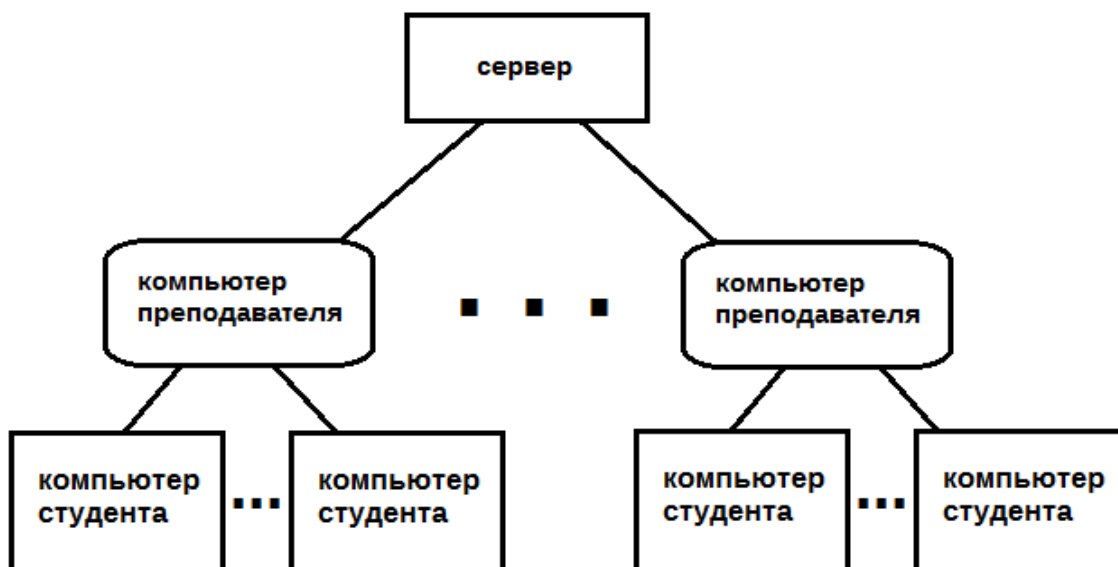 сервер
компьютер
преподавателя
. . .
компьютер
преподавателя
компьютер
студента
...
компьютер
студента
компьютер
студента
...
компьютер
студента